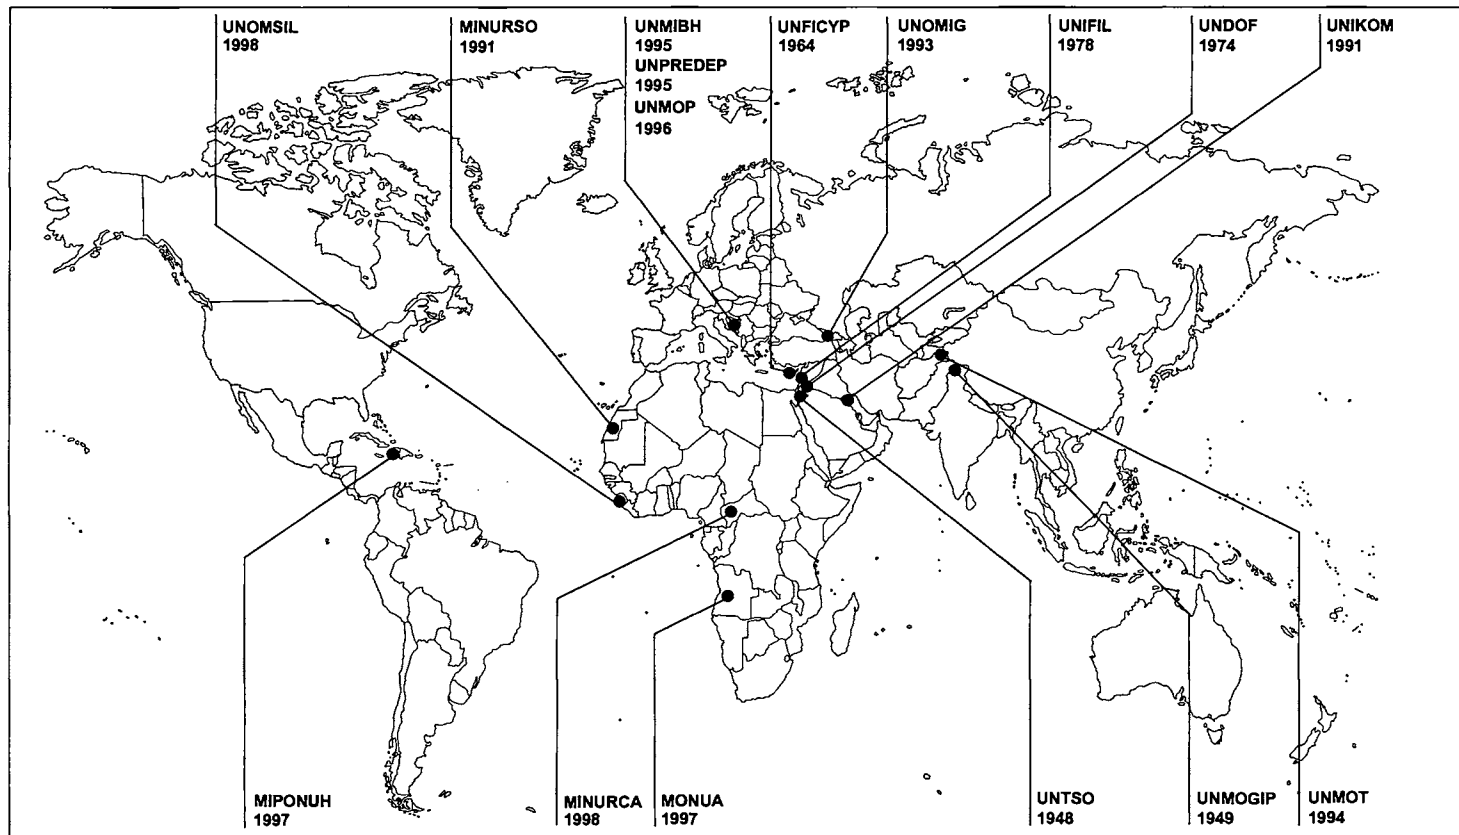 UNOMSIL
1998
MINURSO
1991
UNMIBH
1995
UNPREDEP
1995
UNMOP
1996
UNFICYP
1964
UNOMIG
1993
UNIFIL
1978
UNDOF
1974
UNIKOM
1991
MIPONUH
1997
MINURCA
1998
MONUA
1997
UNTSO
1948
UNMOGIP
1949
UNMOT
1994